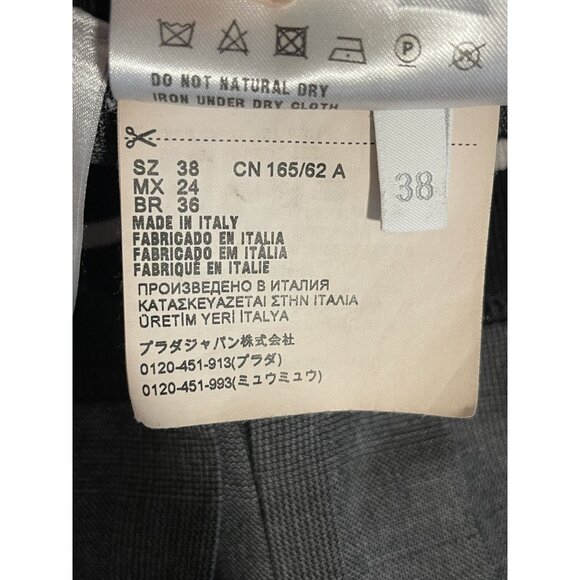 P
DO NOT NATURAL DRY
IRON UNDER DRY CLOTH
SZ 38 CN 165/62 A
MX 24
BR 36
38
MADE IN ITALY
FABRICADO EN ITALIA
FABRICADO EM ITÁLIA
FABRIQUÉ EN ITALIE
ПРОИЗВЕДЕНО В ИТАЛИЯ
ΚΑΤΑΣΚΕΥΑΖΕΤΑΙ ΣΤΗΝ ΙΤΑΛΙΑ
ÜRETİM YERİ İTALYA
プラダジャパン株式会社
0120-451-913(プラダ)
0120-451-993(ミュウミュウ)